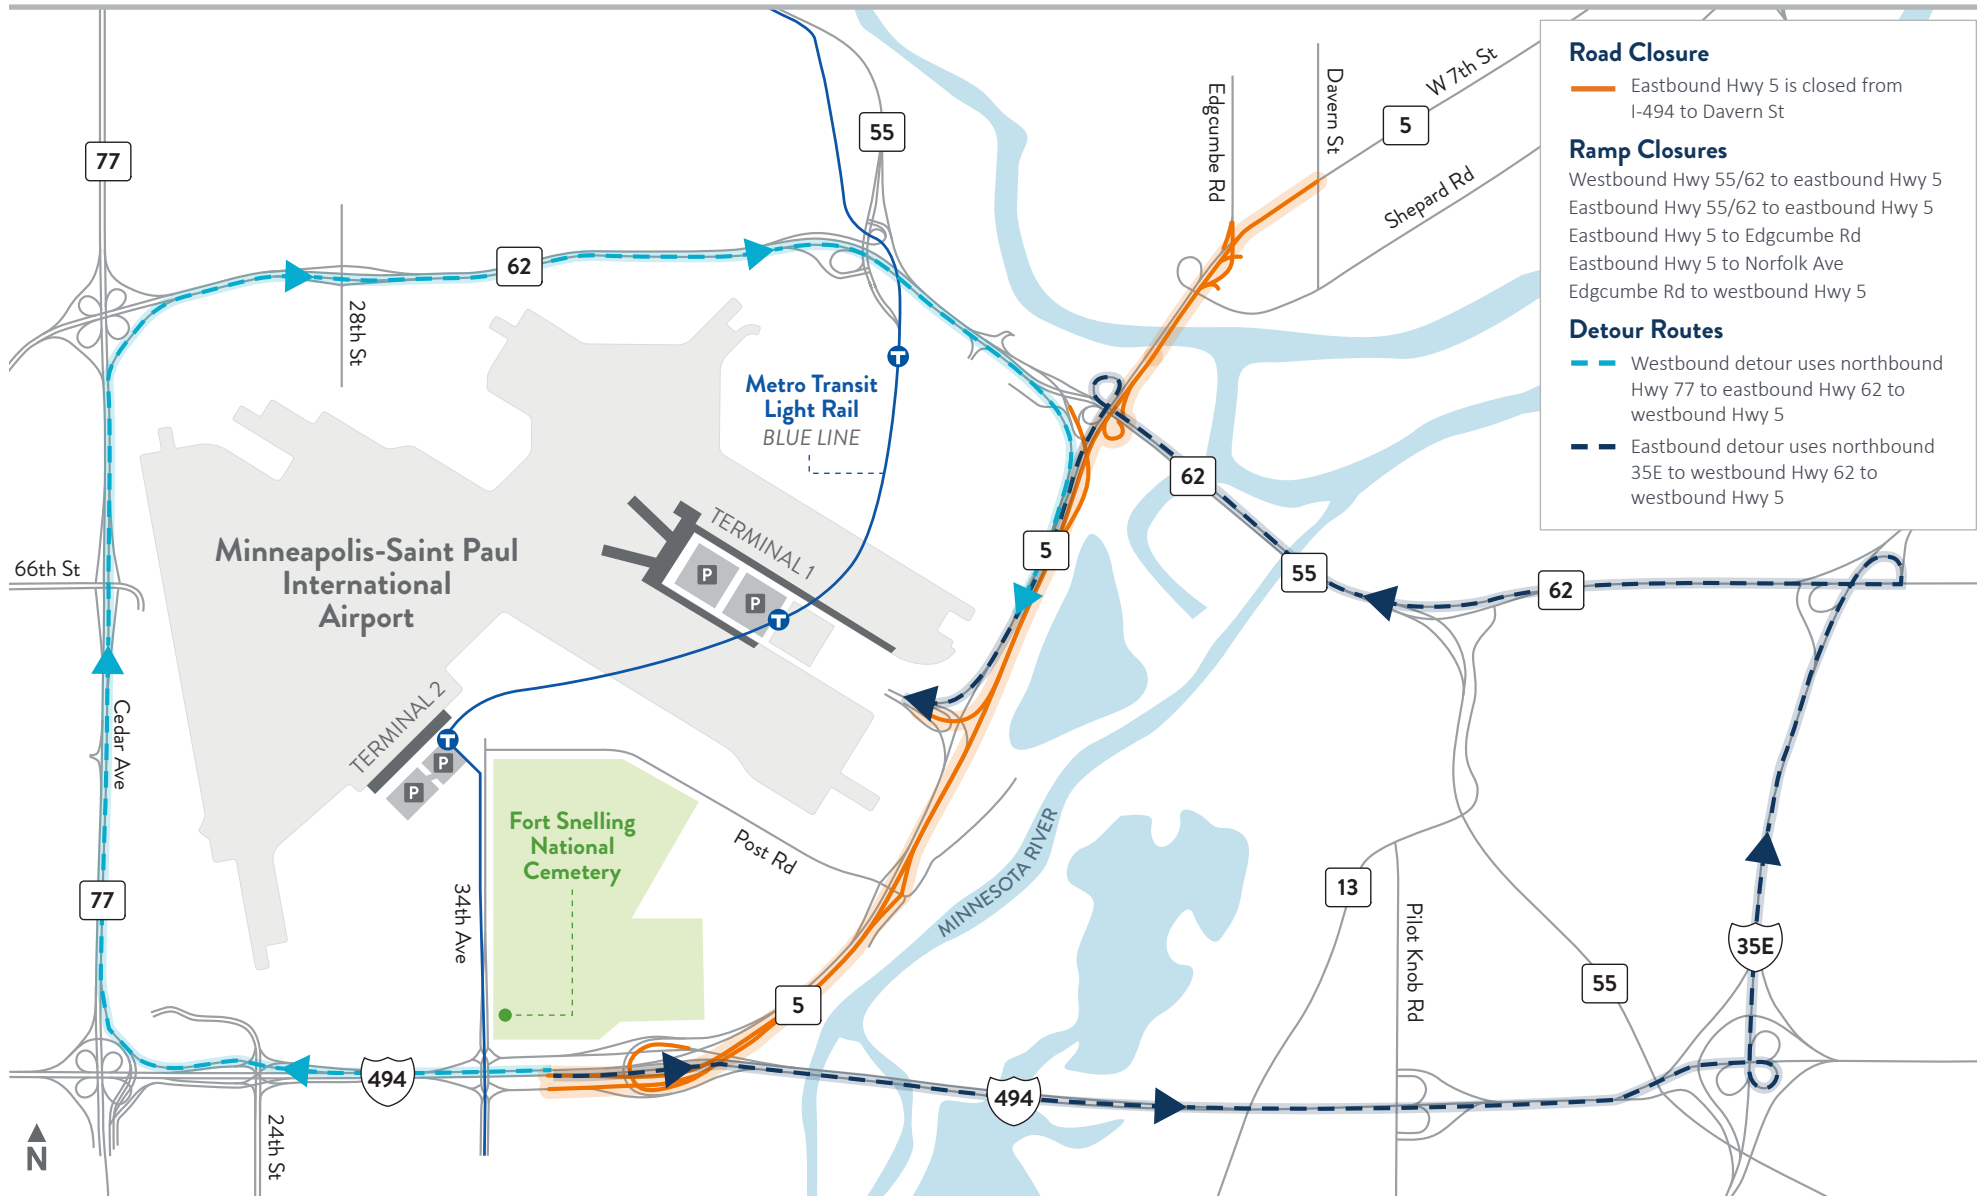 Road Closure
Eastbound Hwy 5 is closed from
I-494 to Davern St
Ramp Closures
Westbound Hwy 55/62 to eastbound Hwy 5
Eastbound Hwy 55/62 to eastbound Hwy 5
Eastbound Hwy 5 to Edgcumbe Rd
Eastbound Hwy 5 to Norfolk Ave
Edgcumbe Rd to westbound Hwy 5
Detour Routes
Westbound detour uses northbound
Hwy 77 to eastbound Hwy 62 to
westbound Hwy 5
Eastbound detour uses northbound
35E to westbound Hwy 62 to
westbound Hwy 5
W 7th St
5
Davern St
Edgcumbe Rd
Shepard Rd
55
77
62
28th St
Metro Transit
Light Rail
BLUE LINE
T
62
5
55
62
TERMINAL 1
P
P
T
Minneapolis-Saint Paul
International
Airport
66th St
TERMINAL 2
T
P
P
Cedar Ave
Fort Snelling
National
Cemetery
Post Rd
MINNESOTA RIVER
34th Ave
77
13
Pilot Knob Rd
35E
55
5
494
494
24th St
N